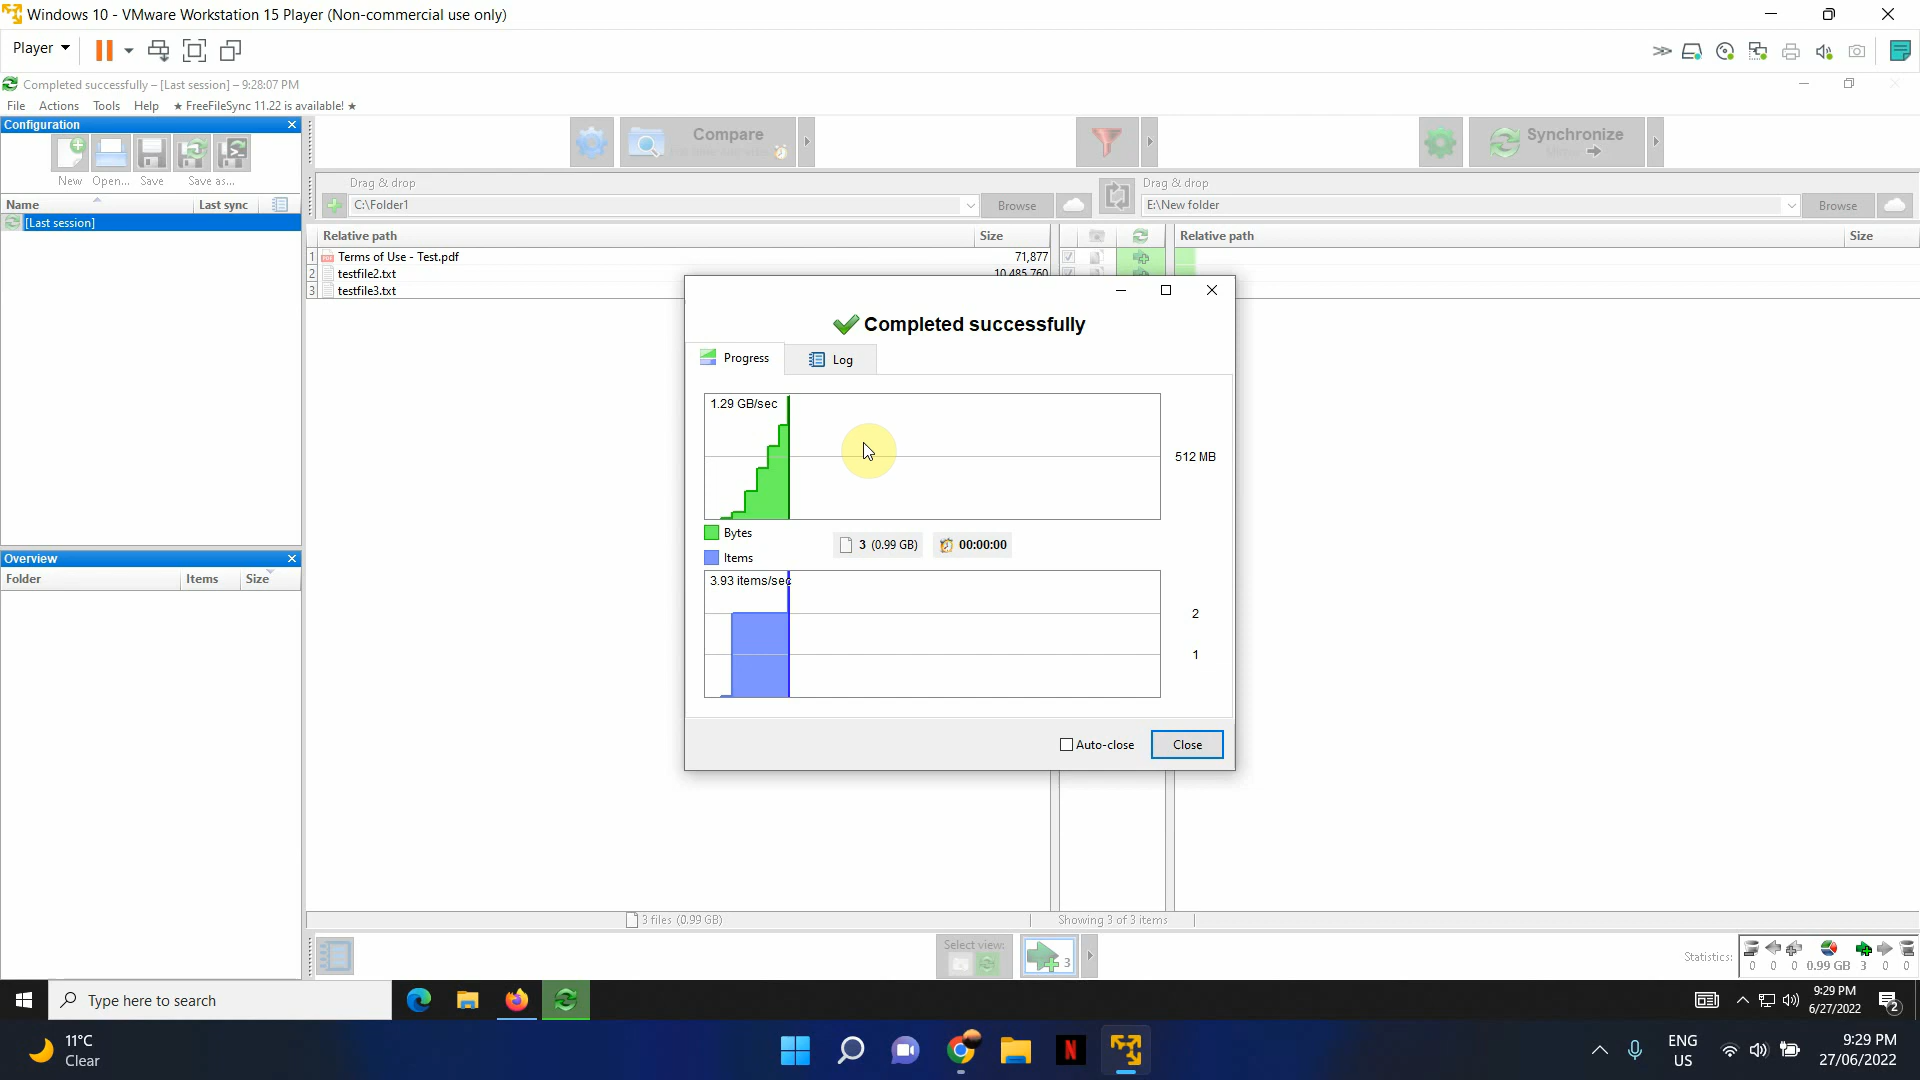 Windows 10 - VMware Workstation 15 Player (Non-commercial use only)
Player
Completed successfully – [Last session] – 9:28:07 PM
File Actions Tools Help ★ FreeFileSync 11.22 is available! ★
Configuration
New Open... Save Save as...
Name Last sync
[Last session]
Compare
Synchronize
Drag & drop
C:\Folder1
Browse
Drag & drop
E:\New folder
Browse
Relative path Size
Relative path Size
1 Terms of Use - Test.pdf 71,877
2 testfile2.txt 10,485,760
3 testfile3.txt
Completed successfully
Progress Log
1.29 GB/sec
512 MB
Bytes
Items
3 (0.99 GB) 00:00:00
3.93 items/sec
2
1
Auto-close Close
Overview
Folder Items Size
3 files (0.99 GB)
Showing 3 of 3 items
Select view:
3
Statistics:
0 0 0 0.99 GB 3 0 0
Type here to search
9:29 PM
6/27/2022
2
11°C
Clear
N
ENG
US
9:29 PM
27/06/2022